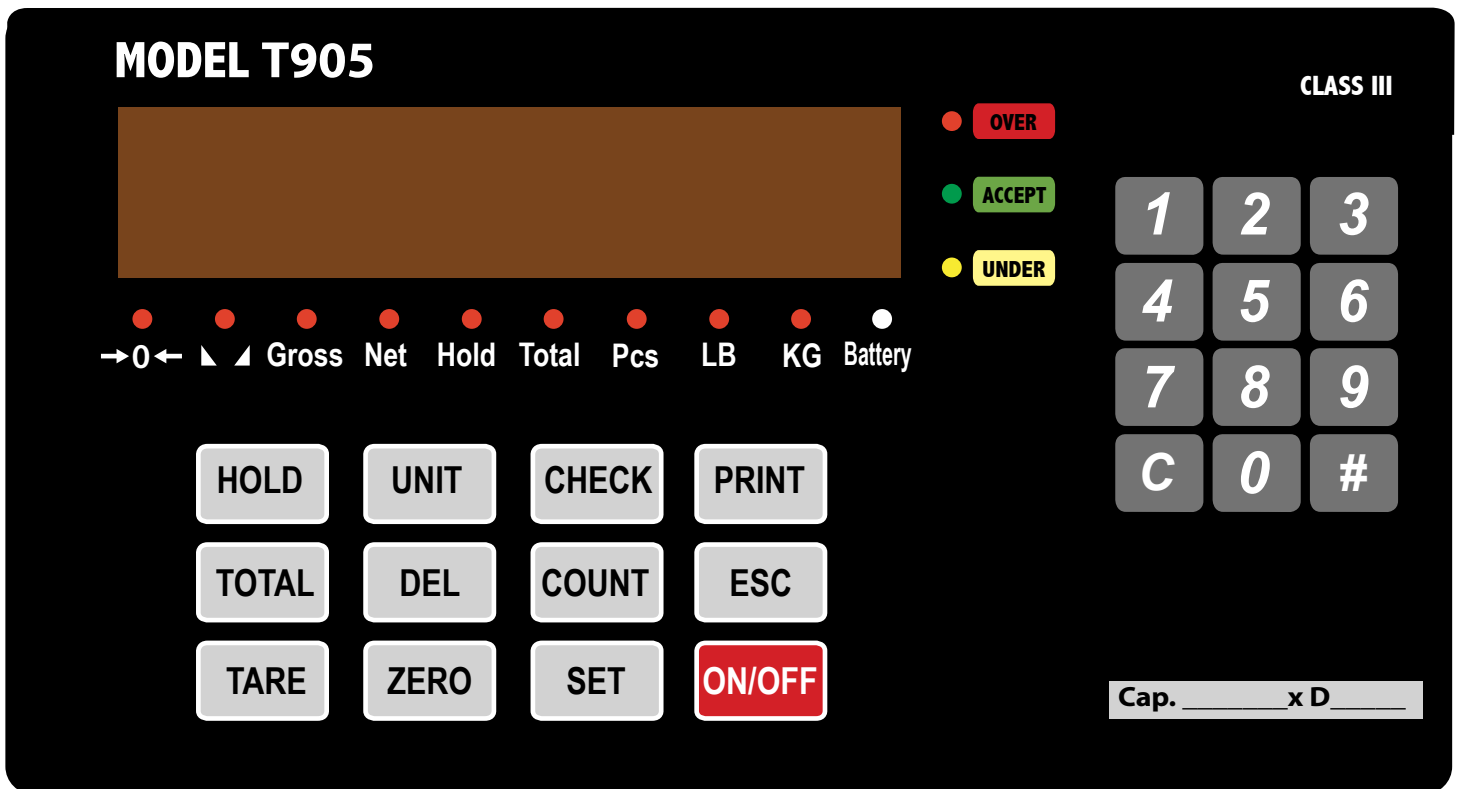 MODEL T905
CLASS III
OVER
ACCEPT
UNDER
→0← Gross Net Hold Total Pcs LB KG Battery
1 2 3
4 5 6
7 8 9
C 0 #
HOLD UNIT CHECK PRINT
TOTAL DEL COUNT ESC
TARE ZERO SET ON/OFF
Cap. _______x D_____